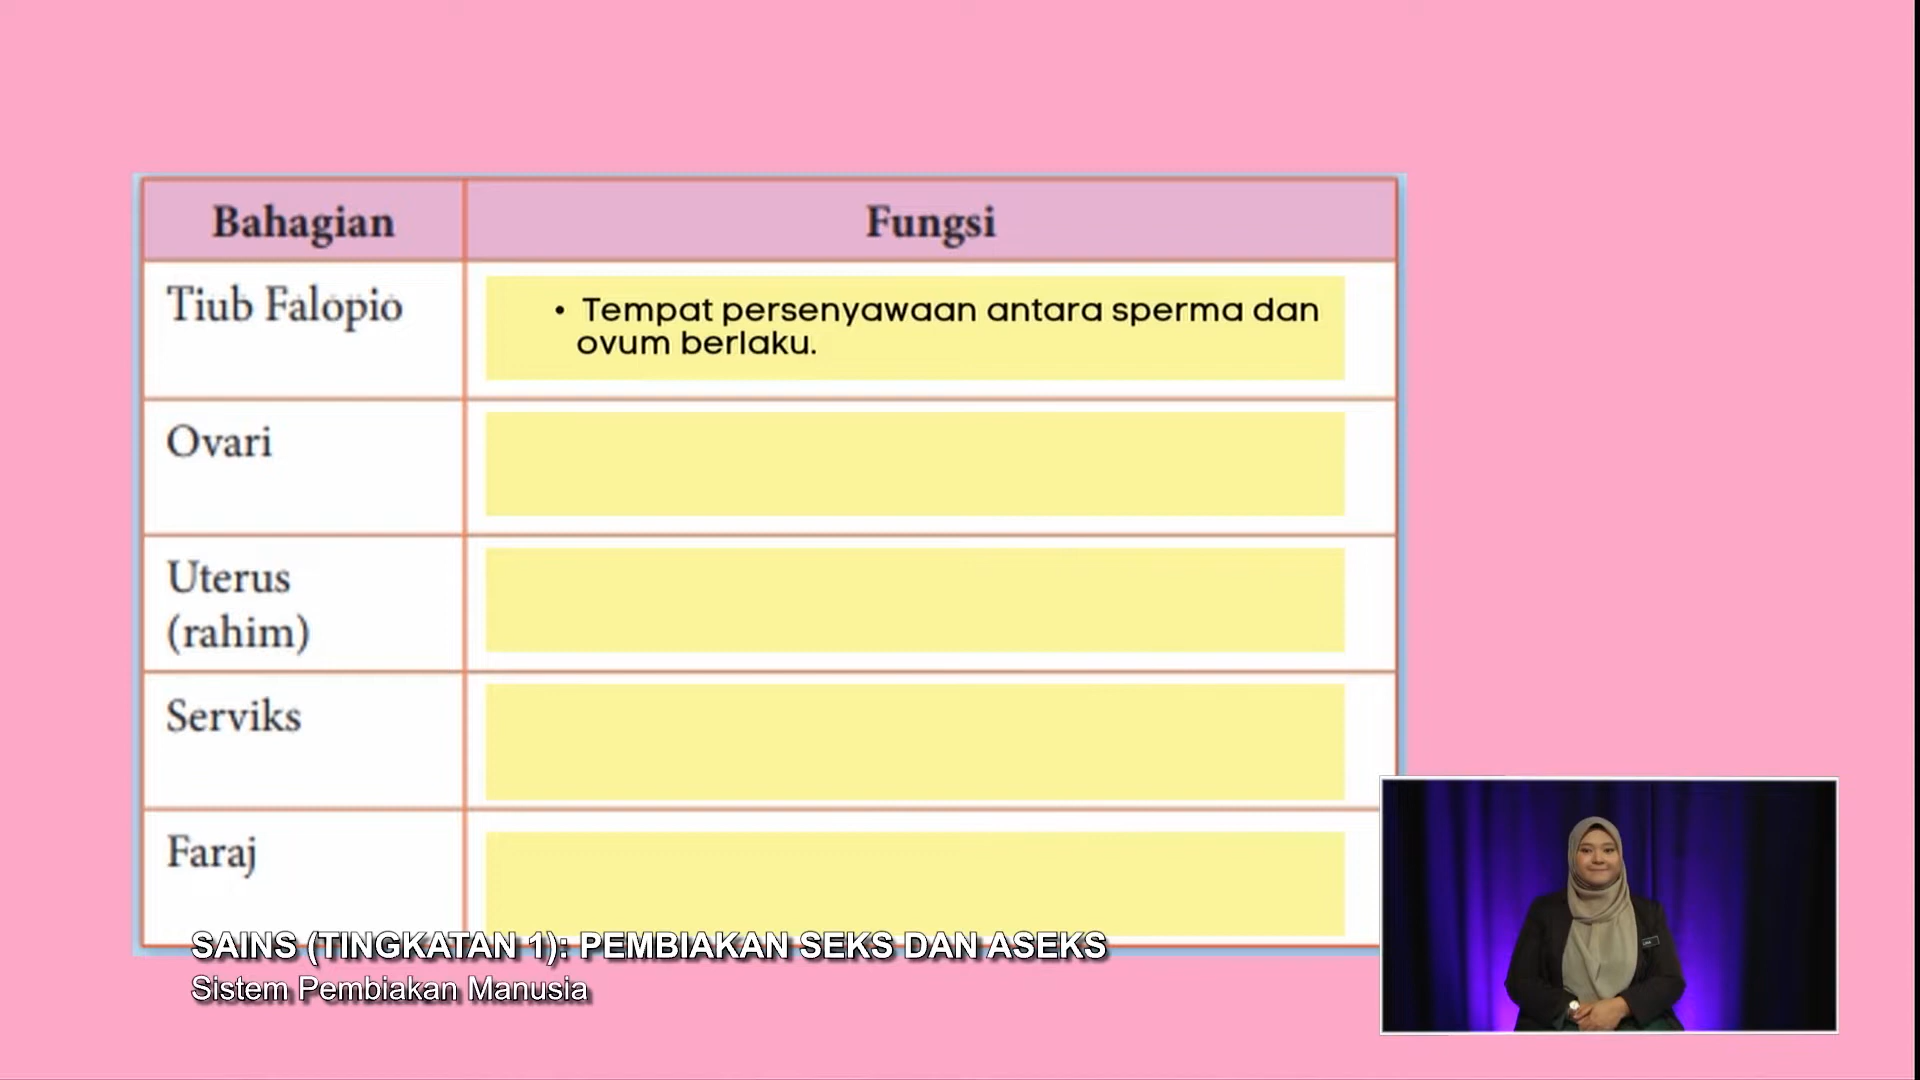 Bahagian
Fungsi
Tiub Falopio
• Tempat persenyawaan antara sperma dan
ovum berlaku.
Ovari
Uterus
(rahim)
Serviks
Faraj
SAINS (TINGKATAN 1): PEMBIAKAN SEKS DAN ASEKS
Sistem Pembiakan Manusia